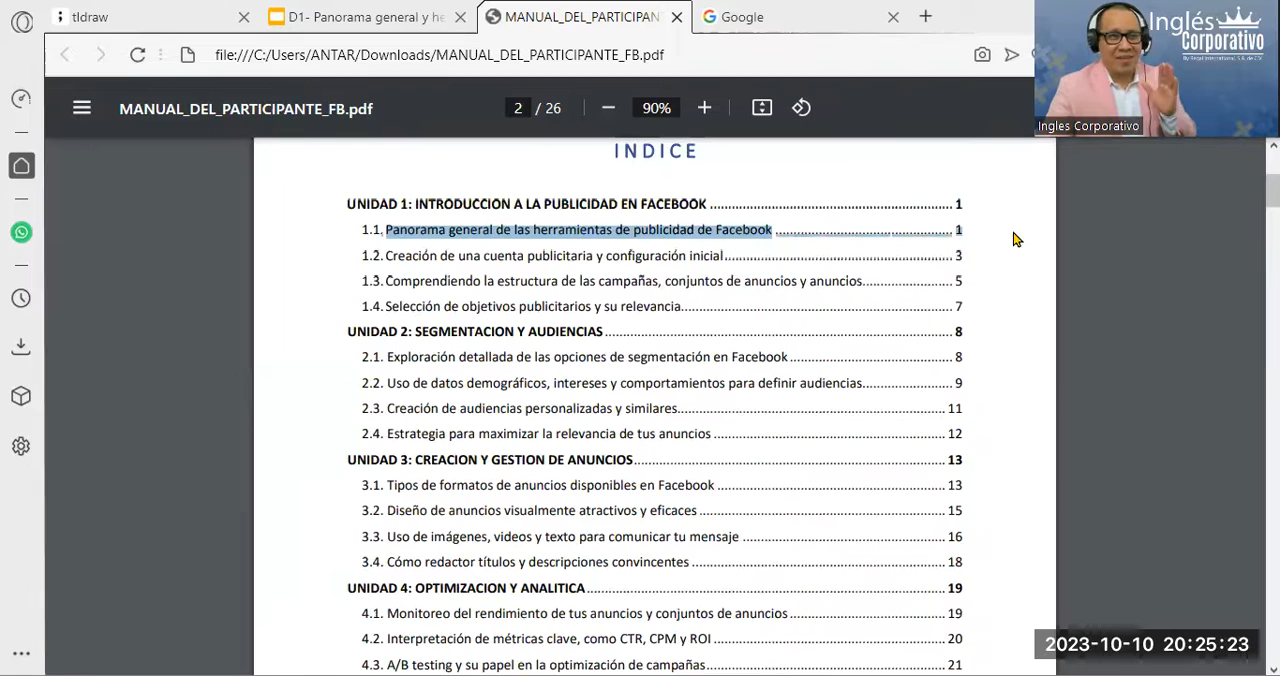 tldraw
D1- Panorama general y he
MANUAL_DEL_PARTICIPAN
Google
file:///C:/Users/ANTAR/Downloads/MANUAL_DEL_PARTICIPANTE_FB.pdf
Inglés
Corporativo
By Regal International, S.A. de C.V.
Ingles Corporativo
MANUAL_DEL_PARTICIPANTE_FB.pdf
2 / 26
90%
INDICE
UNIDAD 1: INTRODUCCION A LA PUBLICIDAD EN FACEBOOK 1
1.1. Panorama general de las herramientas de publicidad de Facebook 1
1.2. Creación de una cuenta publicitaria y configuración inicial 3
1.3. Comprendiendo la estructura de las campañas, conjuntos de anuncios y anuncios 5
1.4. Selección de objetivos publicitarios y su relevancia 7
UNIDAD 2: SEGMENTACION Y AUDIENCIAS 8
2.1. Exploración detallada de las opciones de segmentación en Facebook 8
2.2. Uso de datos demográficos, intereses y comportamientos para definir audiencias 9
2.3. Creación de audiencias personalizadas y similares 11
2.4. Estrategia para maximizar la relevancia de tus anuncios 12
UNIDAD 3: CREACION Y GESTION DE ANUNCIOS 13
3.1. Tipos de formatos de anuncios disponibles en Facebook 13
3.2. Diseño de anuncios visualmente atractivos y eficaces 15
3.3. Uso de imágenes, videos y texto para comunicar tu mensaje 16
3.4. Cómo redactar títulos y descripciones convincentes 18
UNIDAD 4: OPTIMIZACION Y ANALITICA 19
4.1. Monitoreo del rendimiento de tus anuncios y conjuntos de anuncios 19
4.2. Interpretación de métricas clave, como CTR, CPM y ROI 20
4.3. A/B testing y su papel en la optimización de campañas 21
2023-10-10 20:25:23